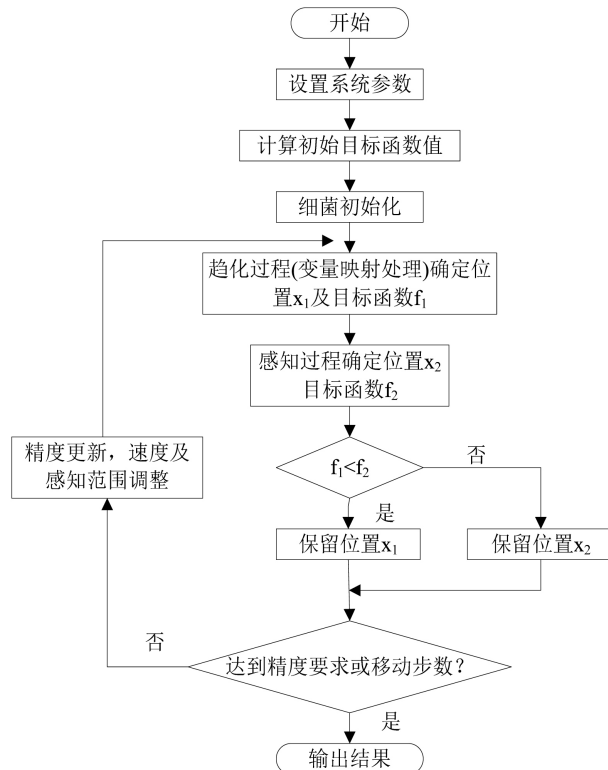 开始
设置系统参数
计算初始目标函数值
细菌初始化
趋化过程(变量映射处理)确定位
置x₁及目标函数f₁
感知过程确定位置x₂
目标函数f₂
精度更新，速度及
感知范围调整
f₁<f₂
否
是
保留位置x₁
保留位置x₂
否
达到精度要求或移动步数?
是
输出结果